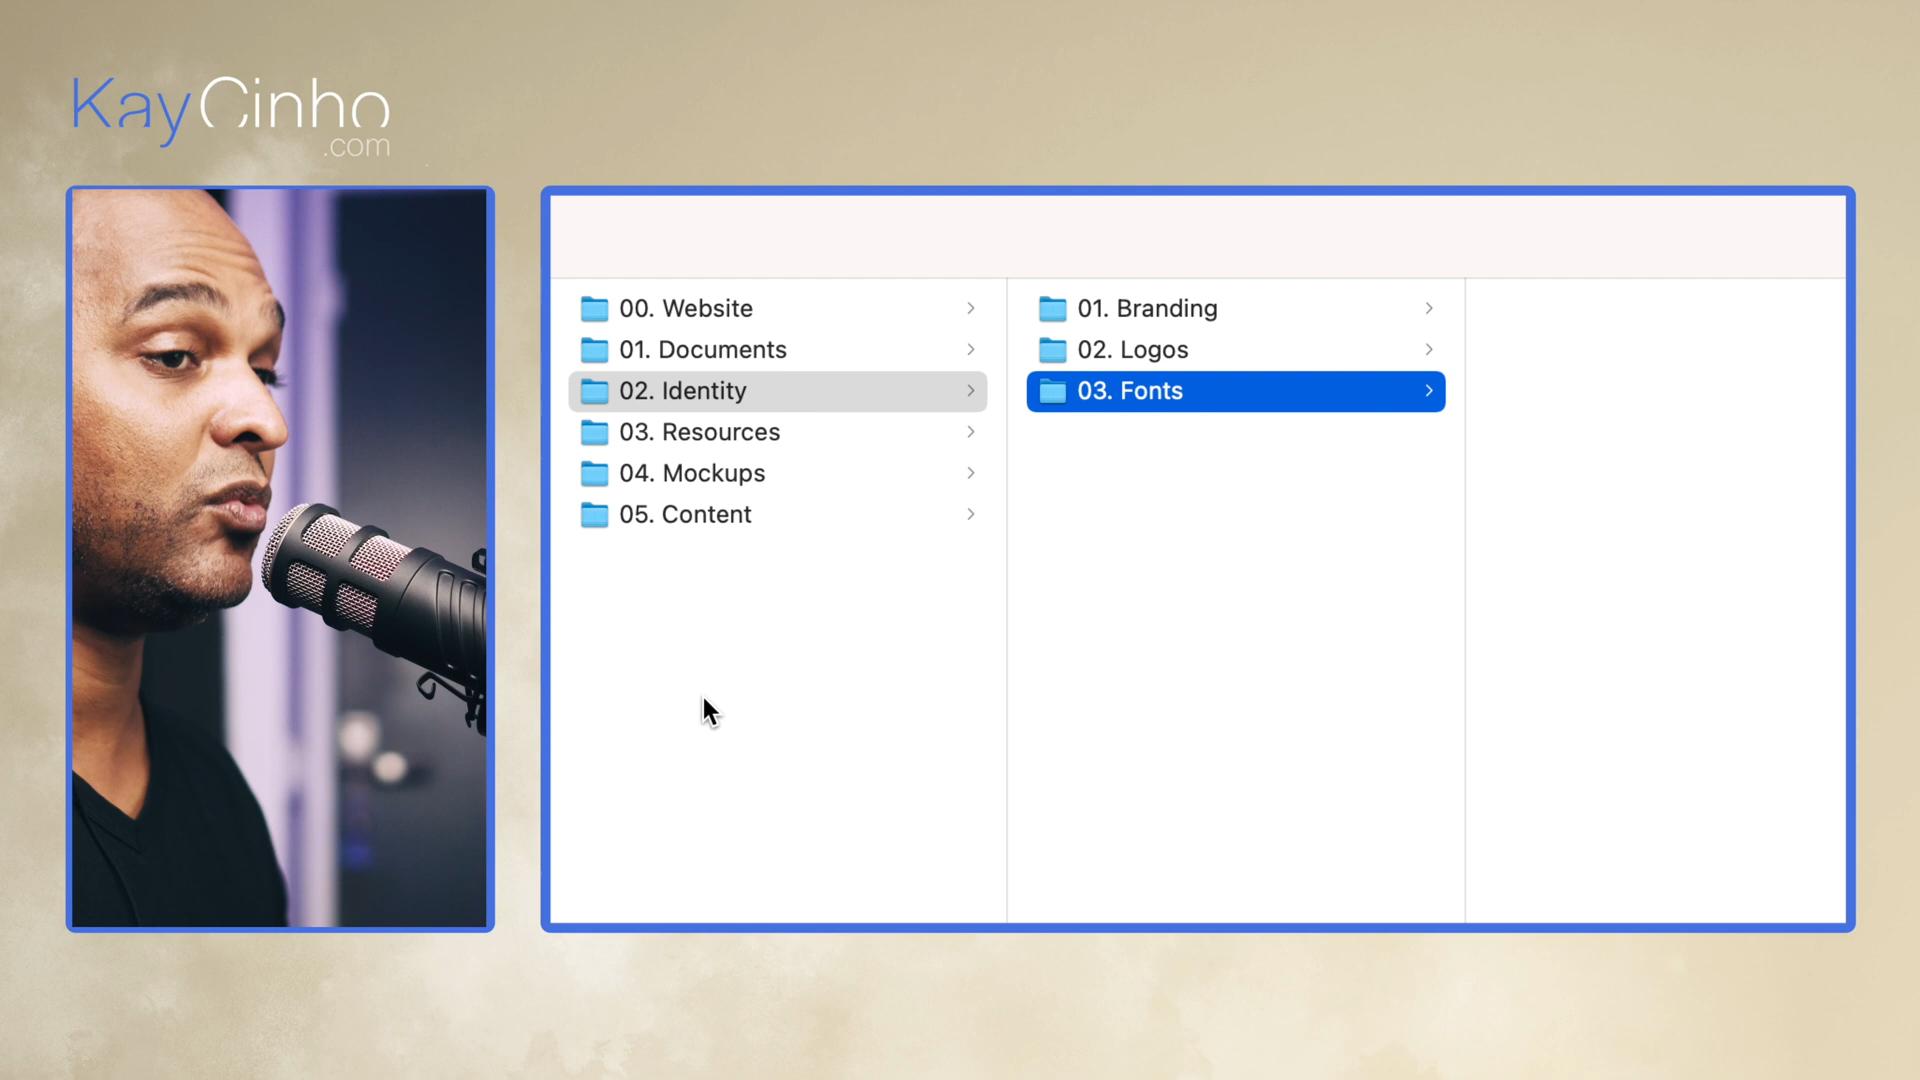 KayCinho
.com
00. Website
01. Documents
02. Identity
03. Resources
04. Mockups
05. Content
01. Branding
02. Logos
03. Fonts